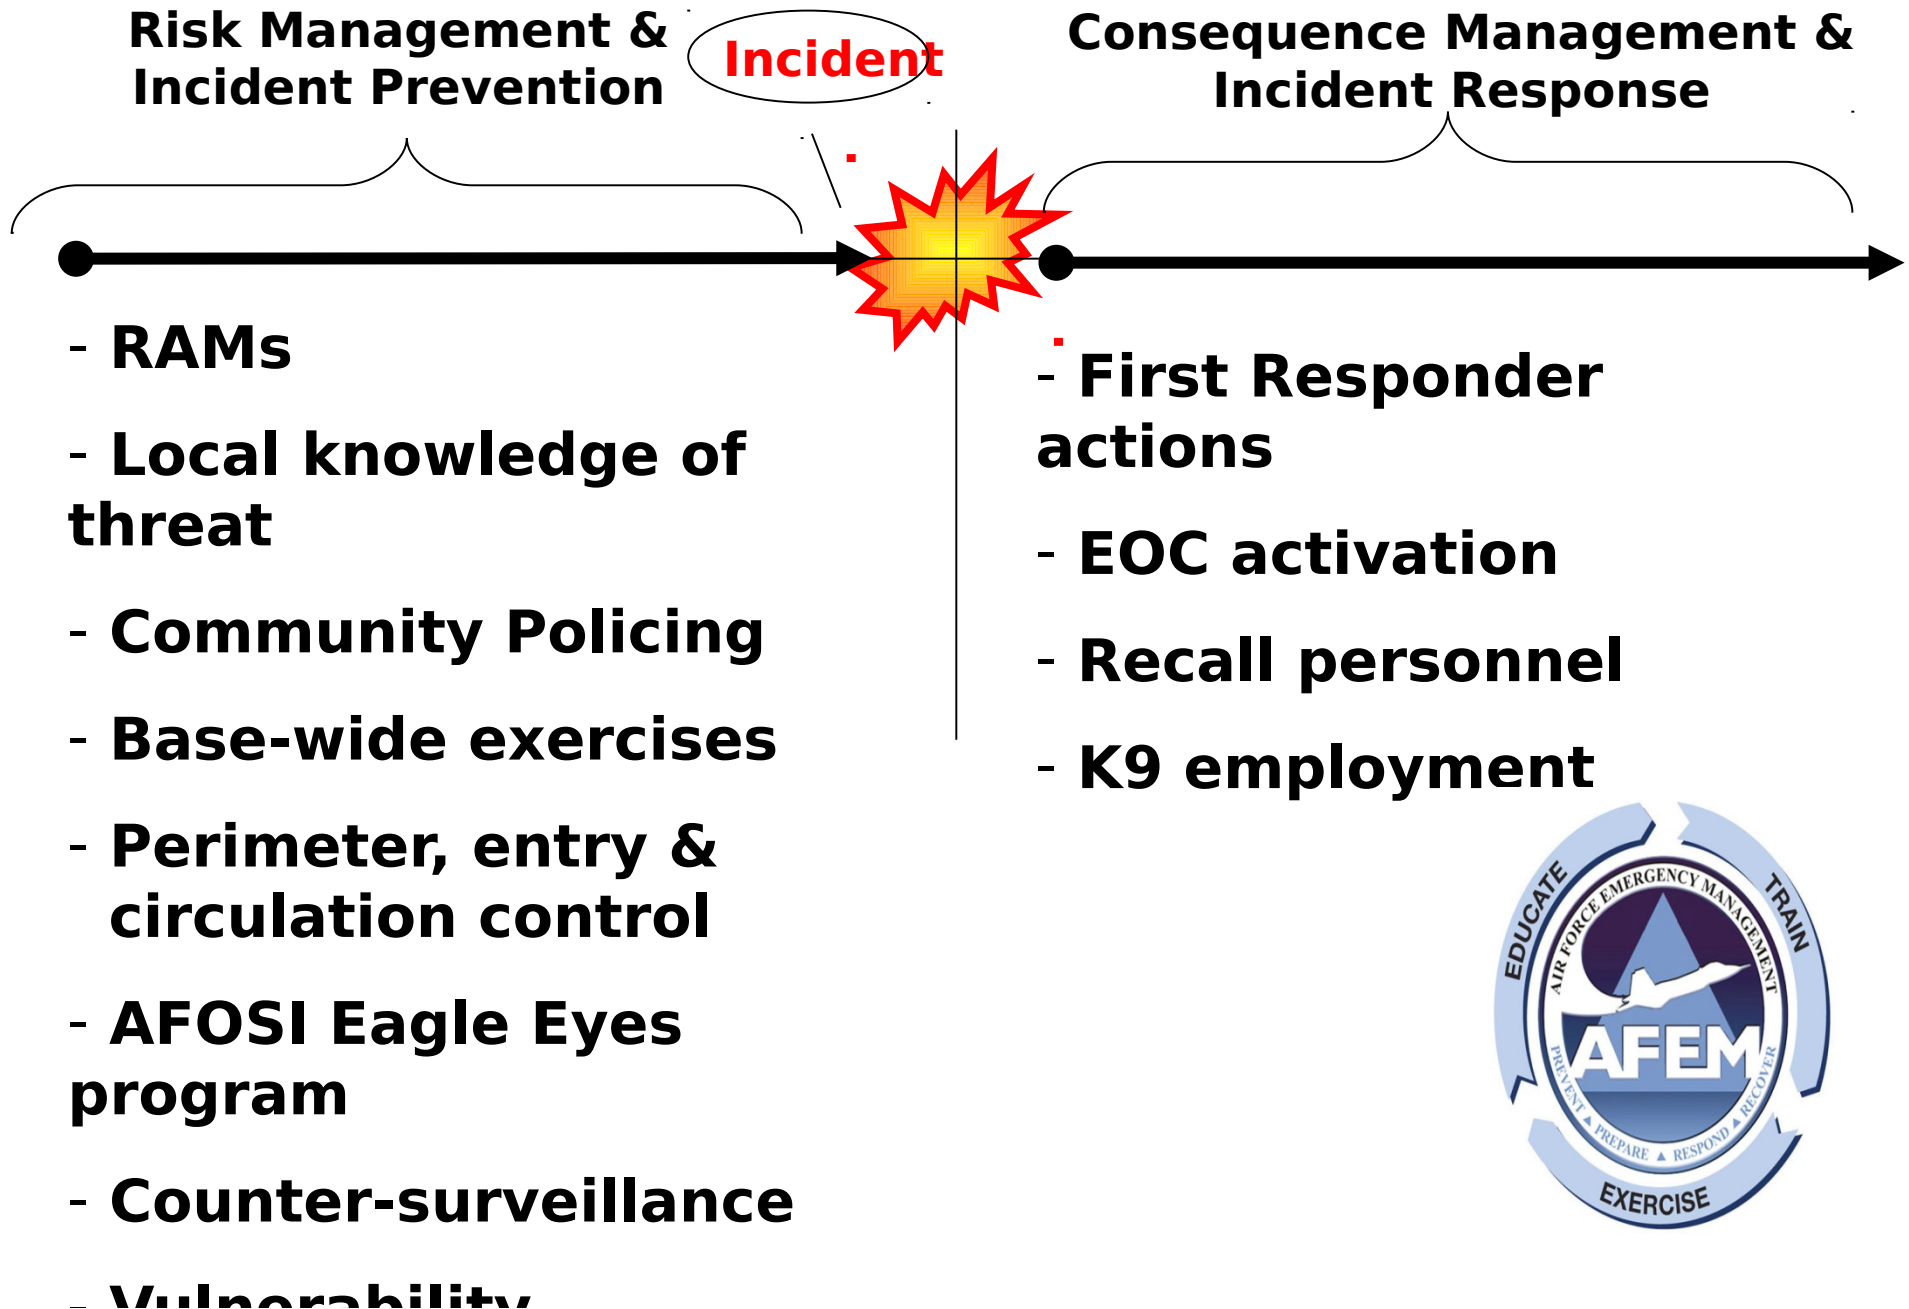 Risk Management &
Incident Prevention
Incident
Consequence Management &
Incident Response
- RAMs
- Local knowledge of
threat
- Community Policing
- Base-wide exercises
- Perimeter, entry &
circulation control
- AFOSI Eagle Eyes
program
- Counter-surveillance
- Vulnerability
- First Responder
actions
- EOC activation
- Recall personnel
- K9 employment
EDUCATE
TRAIN
EXERCISE
AIR FORCE EMERGENCY MANAGEMENT
AFEM
PREVENT ▲ PREPARE ▲ RESPOND ▲ RECOVER